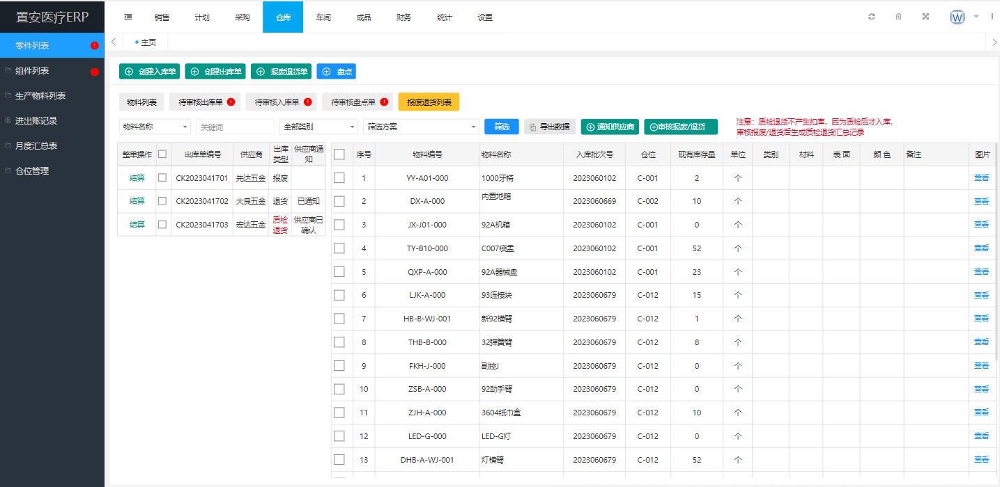 置安医疗ERP
销售 计划 采购 仓库 车间 成品 财务 统计 设置
W
零件列表 !
组件列表 !
生产物料列表
进出账记录
月度汇总表
仓位管理
主页
创建入库单 创建出库单 报废退货单 盘点
物料列表 待审核出库单 ! 待审核入库单 ! 待审核盘点单 ! 报废退货列表
物料名称 关键词 全部类别 筛选方案 筛选 导出数据 通知供应商 审核报废/退货
注意：质检退货不产生扣库，因为质检后才入库，
审核报废/退货后生成质检退货汇总记录
整单操作 出库单编号 供应商 出库类型 供应商通知
结算 CK2023041701 先达五金 报废
结算 CK2023041702 大良五金 退货 已通知
结算 CK2023041703 宏达五金 质检退货 供应商已确认
序号 物料编号 物料名称 入库批次号 仓位 现有库存量 单位 类别 材料 表 面 颜 色 备注 图片
1 YY-A01-000 1000牙椅 2023060102 C-001 2 个 查看
2 DX-A-000 内置地箱 2023060669 C-002 10 个 查看
3 JX-J01-000 92A机箱 2023060102 C-001 0 个 查看
4 TY-B10-000 C007痰盂 2023060102 C-001 52 个 查看
5 QXP-A-000 92A器械盘 2023060102 C-001 23 个 查看
6 LJK-A-000 93连接块 2023060679 C-012 15 个 查看
7 HB-B-WJ-001 新92横臂 2023060679 C-012 1 个 查看
8 THB-B-000 32弹簧臂 2023060679 C-012 8 个 查看
9 FKH-J-000 副控J 2023060679 C-012 0 个 查看
10 ZSB-A-000 92助手臂 2023060679 C-012 0 个 查看
11 ZJH-A-000 3604纸巾盒 2023060679 C-012 10 个 查看
12 LED-G-000 LED-G灯 2023060679 C-012 0 个 查看
13 DHB-A-WJ-001 灯横臂 2023060679 C-012 52 个 查看